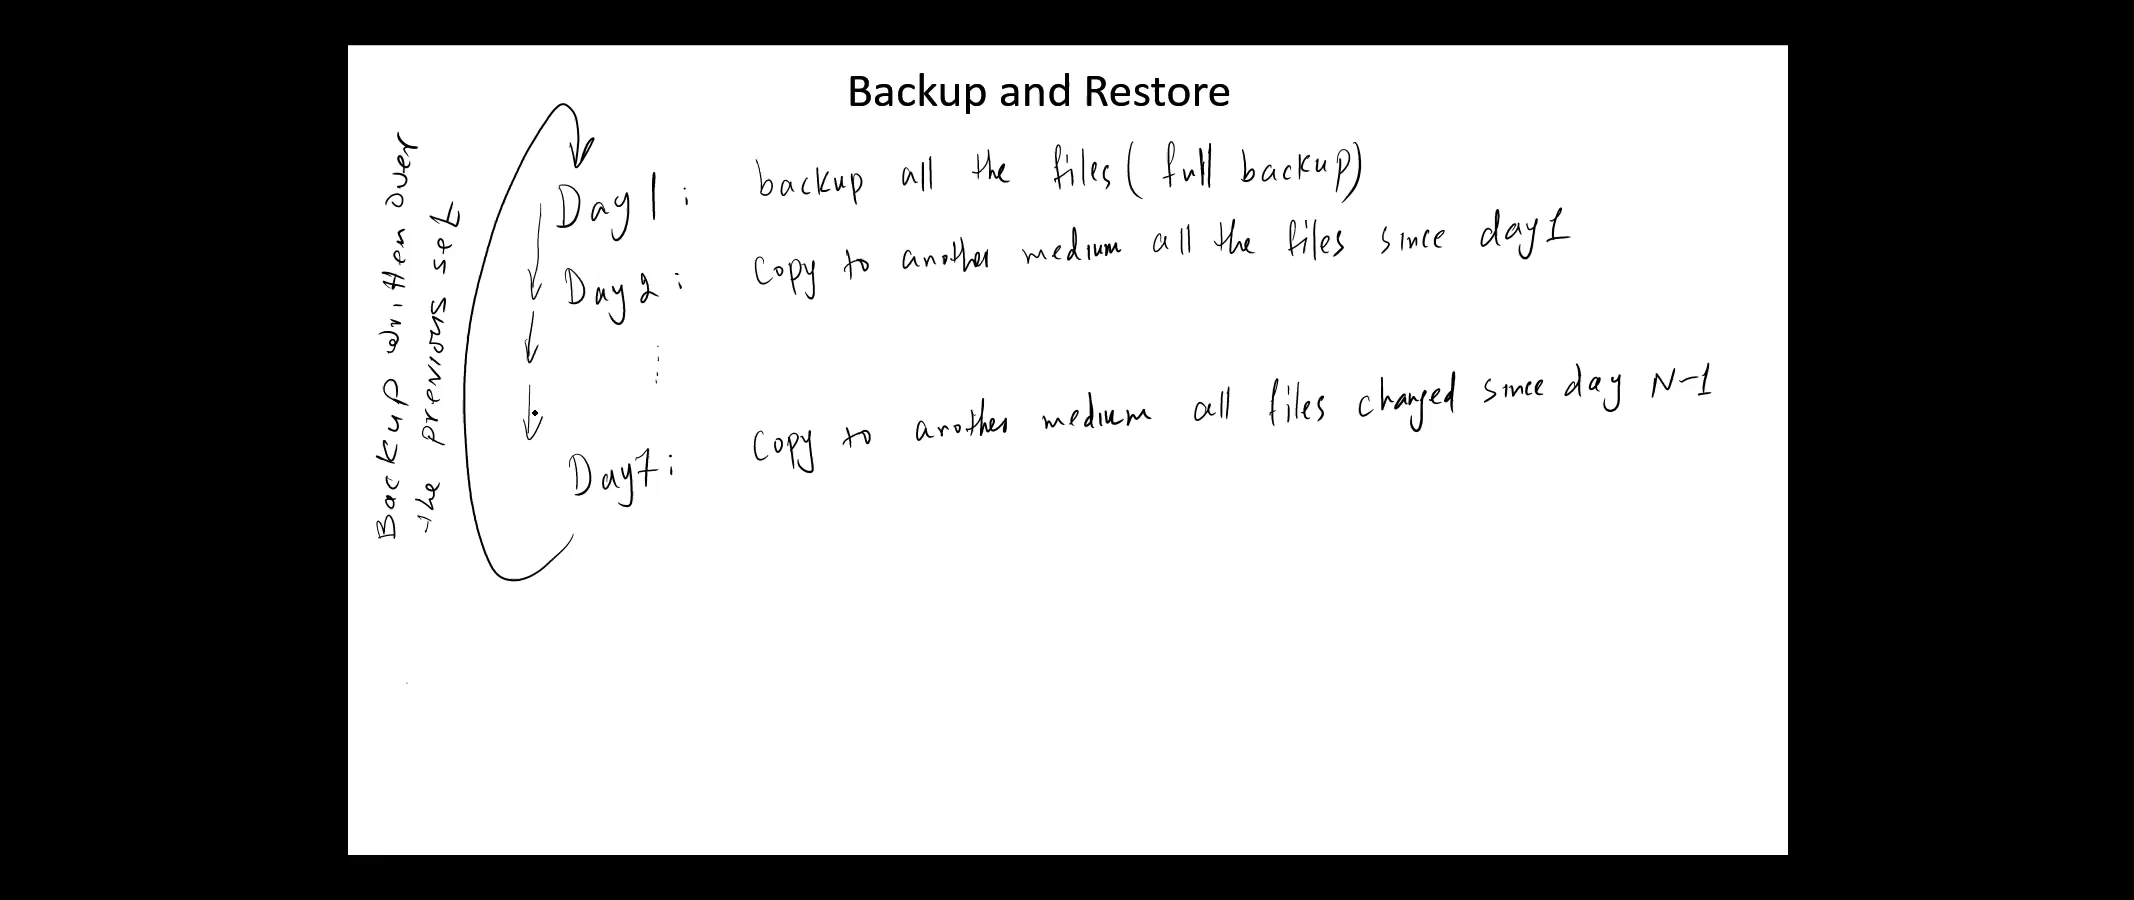 Backup and Restore
Day 1: backup all the files (full backup)
Day 2: Copy to another medium all the files since day 1
Day 7: Copy to another medium all files changed since day N-1
Backup written over
the previous set